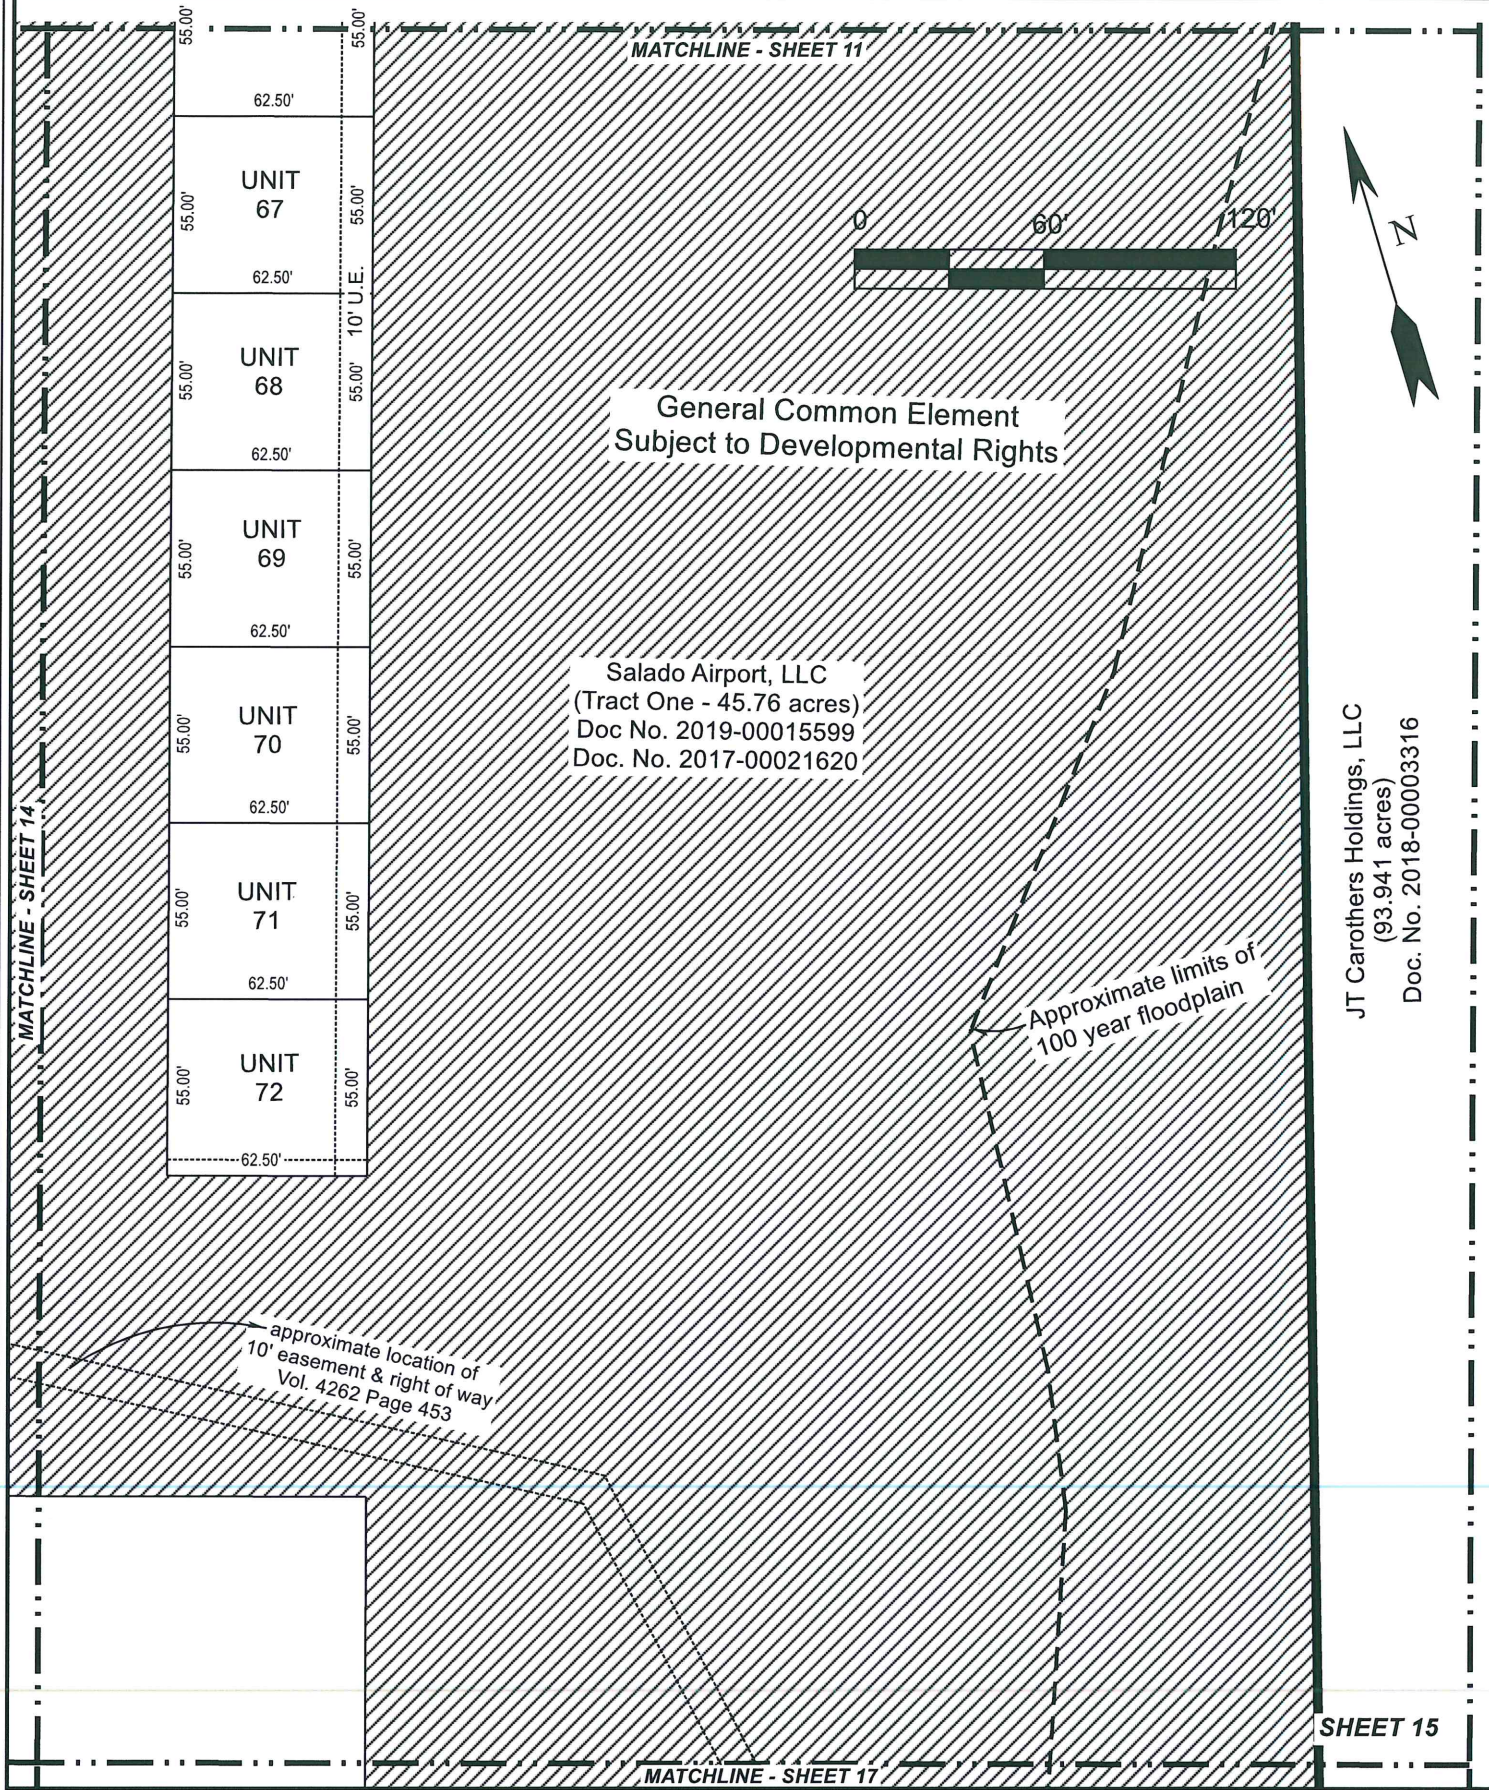 MATCHLINE - SHEET 11
55.00'
55.00'
62.50'
UNIT
67
55.00'
55.00'
62.50'
10' U.E.
UNIT
68
55.00'
55.00'
62.50'
UNIT
69
55.00'
55.00'
62.50'
UNIT
70
55.00'
55.00'
62.50'
UNIT
71
55.00'
55.00'
62.50'
UNIT
72
55.00'
55.00'
62.50'
MATCHLINE - SHEET 14
0 60' 120'
N
General Common Element
Subject to Developmental Rights
Salado Airport, LLC
(Tract One - 45.76 acres)
Doc No. 2019-00015599
Doc. No. 2017-00021620
JT Carothers Holdings, LLC
(93.941 acres)
Doc. No. 2018-000003316
Approximate limits of
100 year floodplain
approximate location of
10' easement & right of way
Vol. 4262 Page 453
SHEET 15
MATCHLINE - SHEET 17